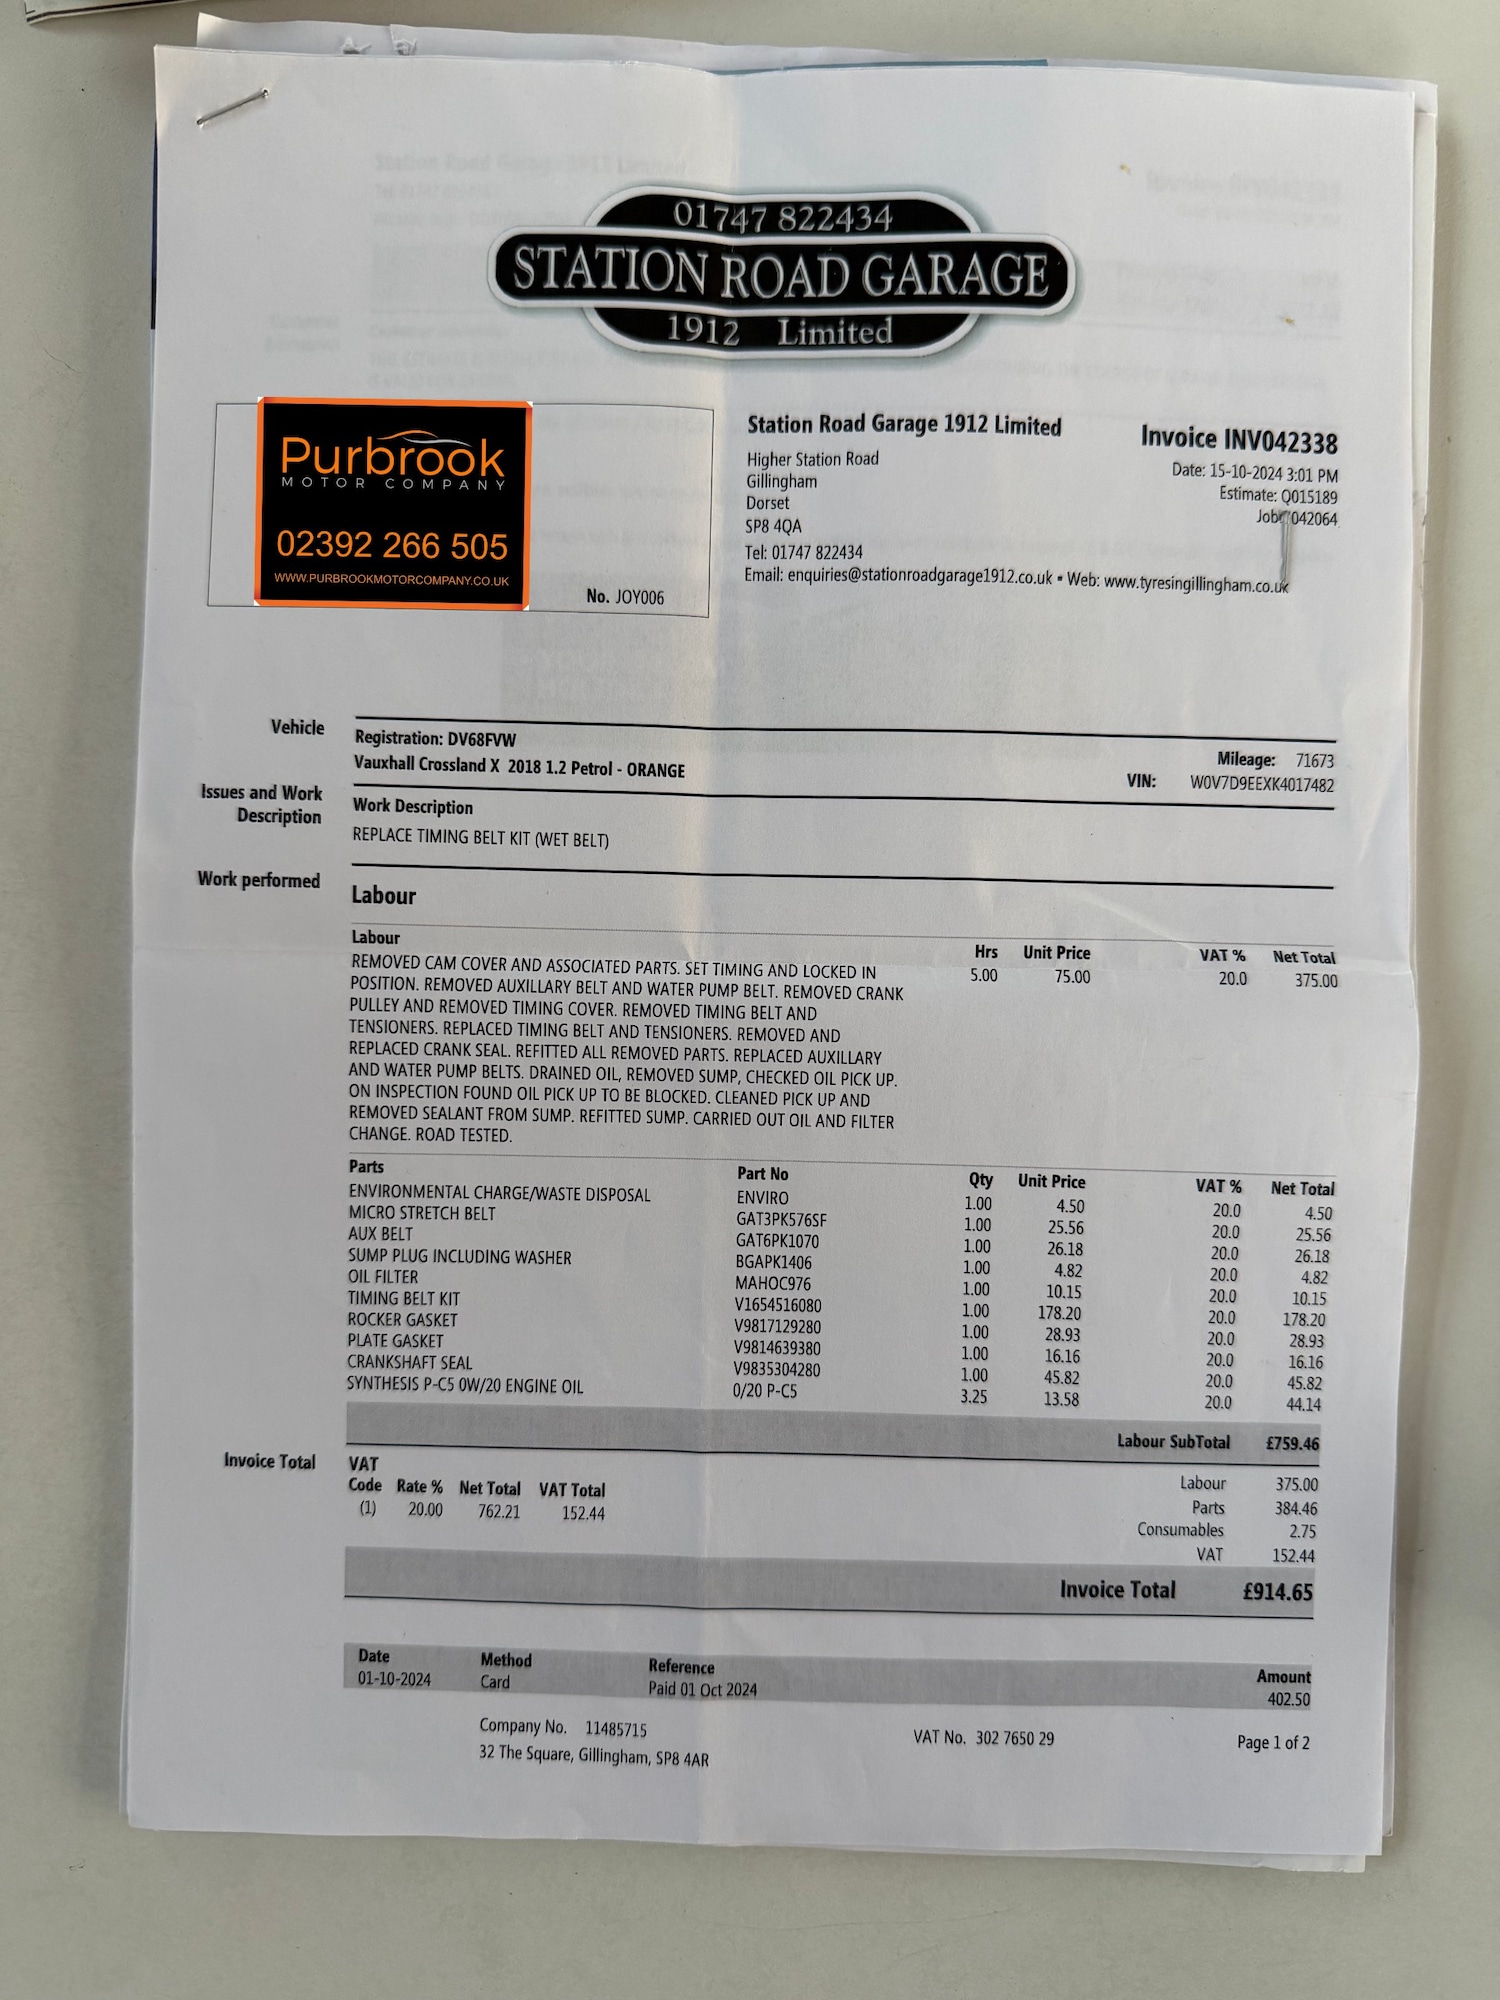 01747 822434
STATION ROAD GARAGE
1912 Limited
Purbrook
MOTOR COMPANY
02392 266 505
WWW.PURBROOKMOTORCOMPANY.CO.UK
No. JOY006
Station Road Garage 1912 Limited
Higher Station Road
Gillingham
Dorset
SP8 4QA
Tel: 01747 822434
Email: enquiries@stationroadgarage1912.co.uk • Web: www.tyresingillingham.co.uk
Invoice INV042338
Date: 15-10-2024 3:01 PM
Estimate: Q015189
Job: 042064
Vehicle
Registration: DV68FVW
Vauxhall Crossland X 2018 1.2 Petrol - ORANGE
Mileage: 71673
VIN: W0V7D9EEXK4017482
Issues and Work Description
Work Description
REPLACE TIMING BELT KIT (WET BELT)
Work performed
Labour
Labour Hrs Unit Price VAT % Net Total
REMOVED CAM COVER AND ASSOCIATED PARTS. SET TIMING AND LOCKED IN 5.00 75.00 20.0 375.00
POSITION. REMOVED AUXILLARY BELT AND WATER PUMP BELT. REMOVED CRANK
PULLEY AND REMOVED TIMING COVER. REMOVED TIMING BELT AND
TENSIONERS. REPLACED TIMING BELT AND TENSIONERS. REMOVED AND
REPLACED CRANK SEAL. REFITTED ALL REMOVED PARTS. REPLACED AUXILLARY
AND WATER PUMP BELTS. DRAINED OIL, REMOVED SUMP, CHECKED OIL PICK UP.
ON INSPECTION FOUND OIL PICK UP TO BE BLOCKED. CLEANED PICK UP AND
REMOVED SEALANT FROM SUMP. REFITTED SUMP. CARRIED OUT OIL AND FILTER
CHANGE. ROAD TESTED.
Parts Part No Qty Unit Price VAT % Net Total
ENVIRONMENTAL CHARGE/WASTE DISPOSAL ENVIRO 1.00 4.50 20.0 4.50
MICRO STRETCH BELT GAT3PK576SF 1.00 25.56 20.0 25.56
AUX BELT GAT6PK1070 1.00 26.18 20.0 26.18
SUMP PLUG INCLUDING WASHER BGAPK1406 1.00 4.82 20.0 4.82
OIL FILTER MAHOC976 1.00 10.15 20.0 10.15
TIMING BELT KIT V1654516080 1.00 178.20 20.0 178.20
ROCKER GASKET V9817129280 1.00 28.93 20.0 28.93
PLATE GASKET V9814639380 1.00 16.16 20.0 16.16
CRANKSHAFT SEAL V9835304280 1.00 45.82 20.0 45.82
SYNTHESIS P-C5 0W/20 ENGINE OIL 0/20 P-C5 3.25 13.58 20.0 44.14
Labour SubTotal £759.46
Invoice Total
VAT
Code Rate % Net Total VAT Total
(1) 20.00 762.21 152.44
Labour 375.00
Parts 384.46
Consumables 2.75
VAT 152.44
Invoice Total £914.65
Date Method Reference Amount
01-10-2024 Card Paid 01 Oct 2024 402.50
Company No. 11485715
32 The Square, Gillingham, SP8 4AR
VAT No. 302 7650 29
Page 1 of 2